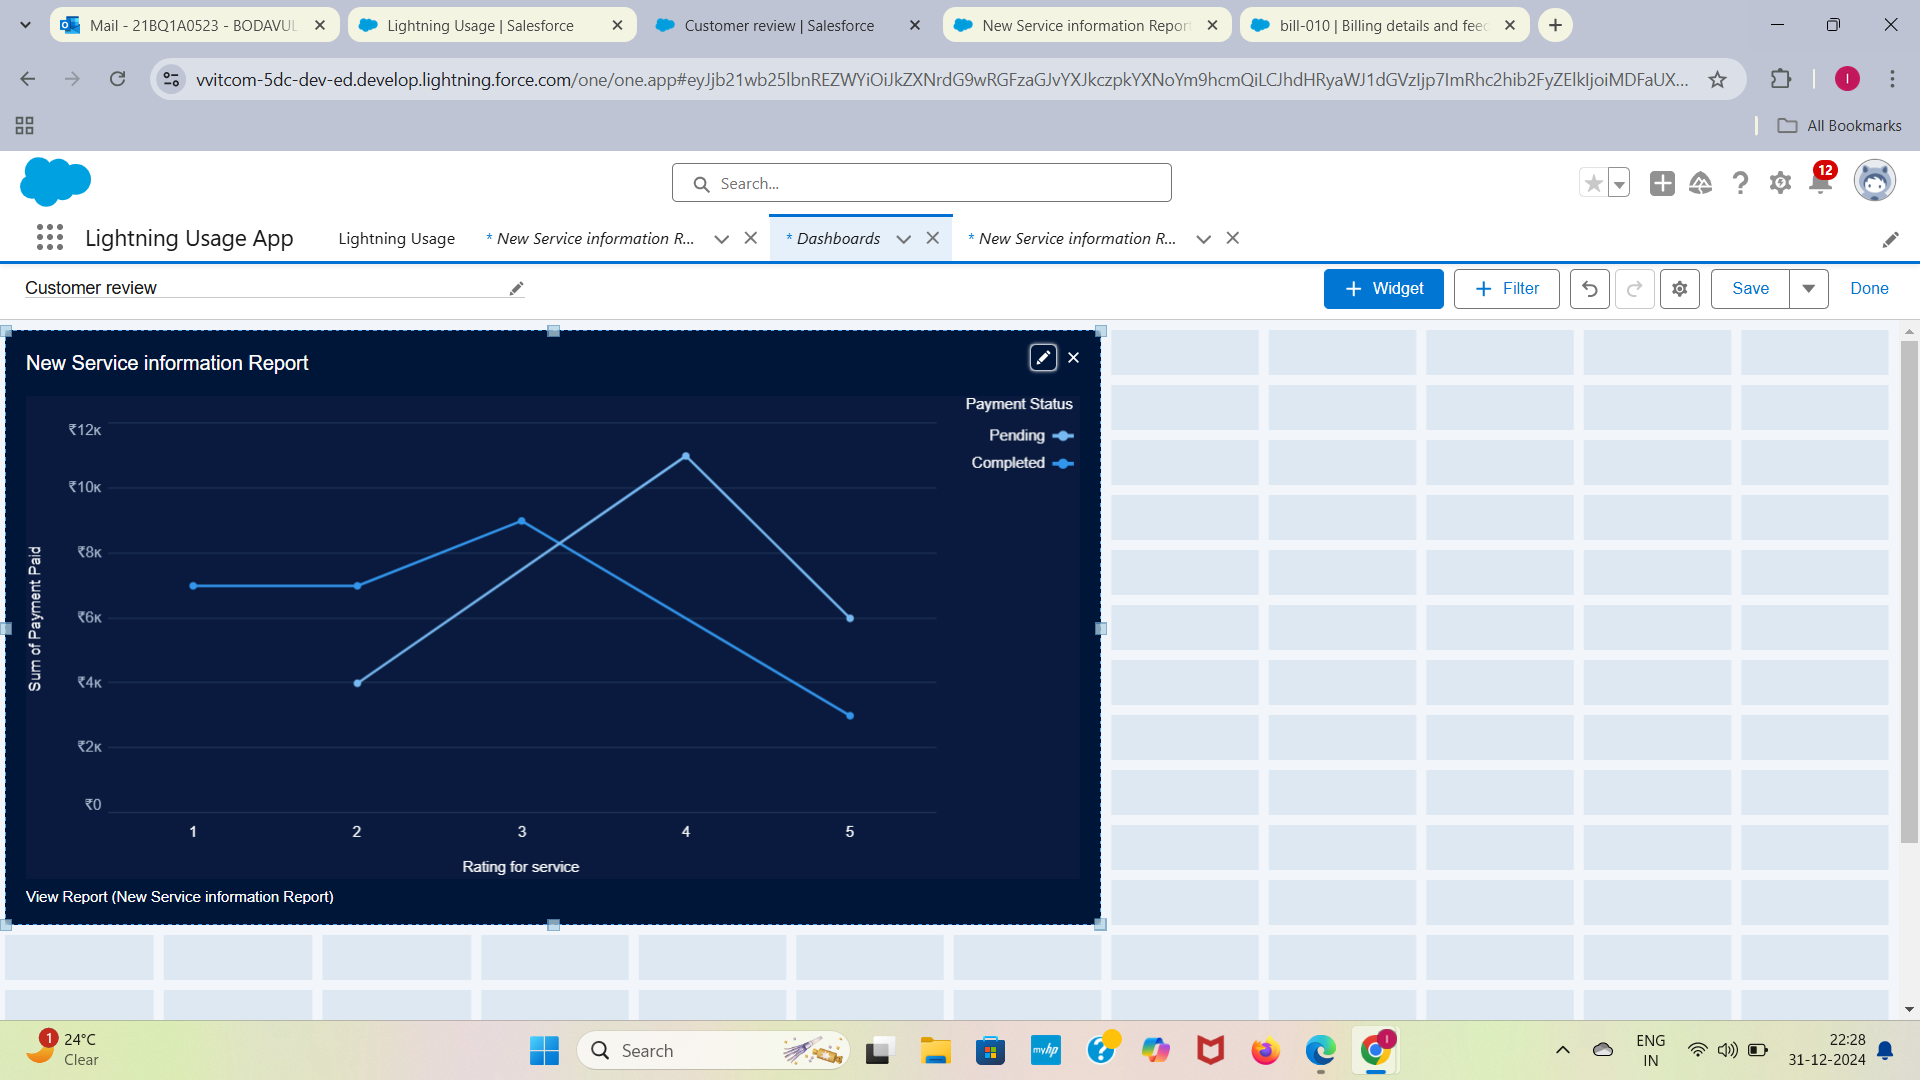 Mail - 21BQ1A0523 - BODAVUL
Lightning Usage | Salesforce
Customer review | Salesforce
New Service information Report
bill-010 | Billing details and feed
vvitcom-5dc-dev-ed.develop.lightning.force.com/one/one.app#eyJjb21wb25lbnREZWYiOiJkZXNrdG9wRGFzaGJvYXJkczpkYXNoYm9hcmQiLCJhdHRyaWJ1dGVzIjp7ImRhc2hib2FyZElkIjoiMDFaUX...
I
All Bookmarks
Search...
12
Lightning Usage App
Lightning Usage
* New Service information R...
* Dashboards
* New Service information R...
Customer review
Widget
Filter
Save
Done
New Service information Report
Payment Status
Pending
Completed
₹12K
₹10K
₹8K
₹6K
₹4K
₹2K
₹0
Sum of Payment Paid
1 2 3 4 5
Rating for service
View Report (New Service information Report)
1
24°C
Clear
Search
myhp
I
ENG
IN
22:28
31-12-2024